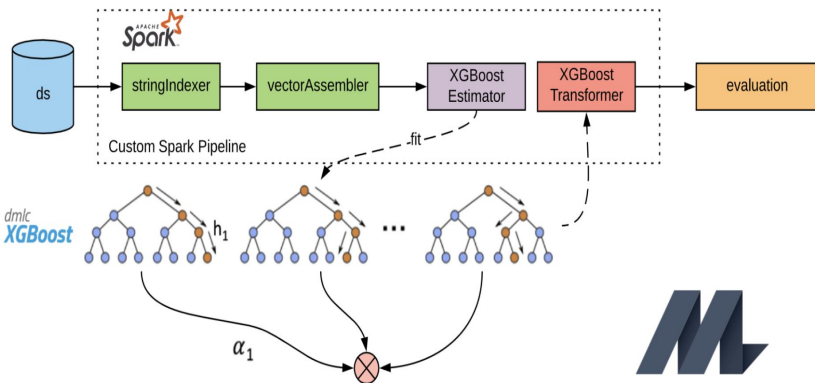 APACHE
Spark
ds
stringIndexer
vectorAssembler
XGBoost
Estimator
XGBoost
Transformer
evaluation
fit
Custom Spark Pipeline
dmlc
XGBoost
h₁
...
α₁